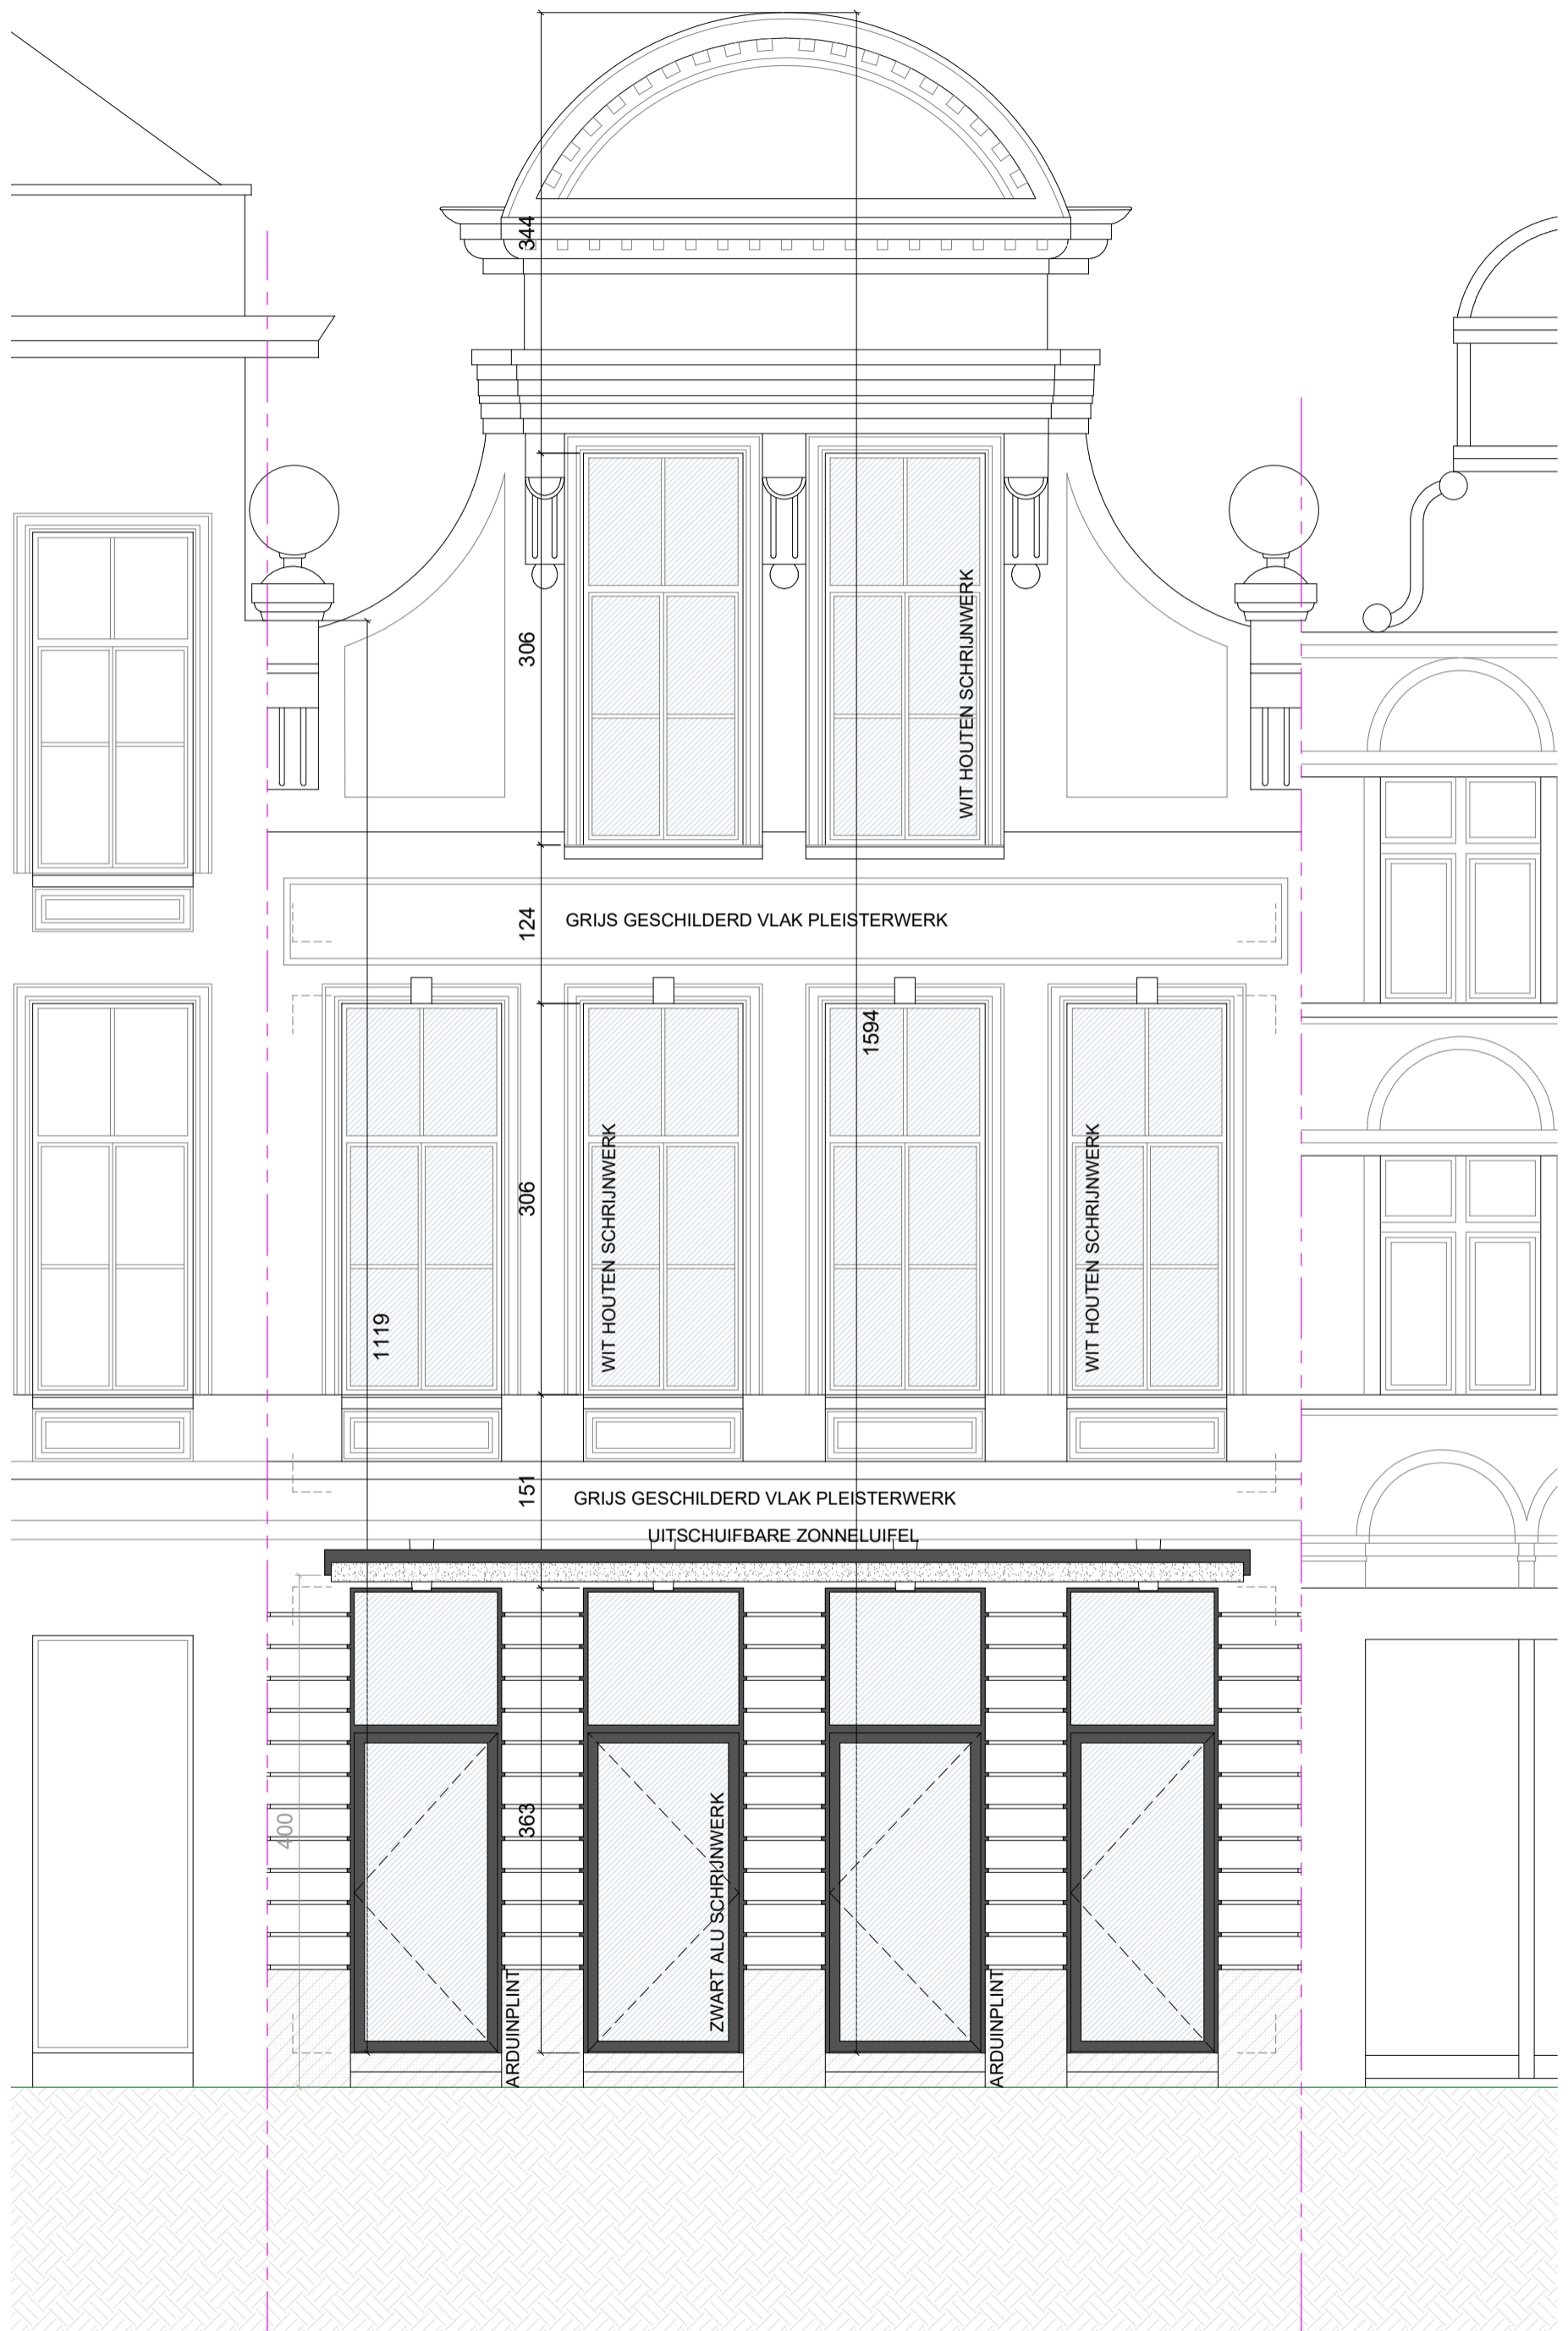 344
306
WIT HOUTEN SCHRIJNWERK
124
GRIJS GESCHILDERD VLAK PLEISTERWERK
1594
306
WIT HOUTEN SCHRIJNWERK
WIT HOUTEN SCHRIJNWERK
1119
151
GRIJS GESCHILDERD VLAK PLEISTERWERK
UITSCHUIFBARE ZONNELUIFEL
400
363
ZWART ALU SCHRIJNWERK
ARDUINPLINT
ARDUINPLINT